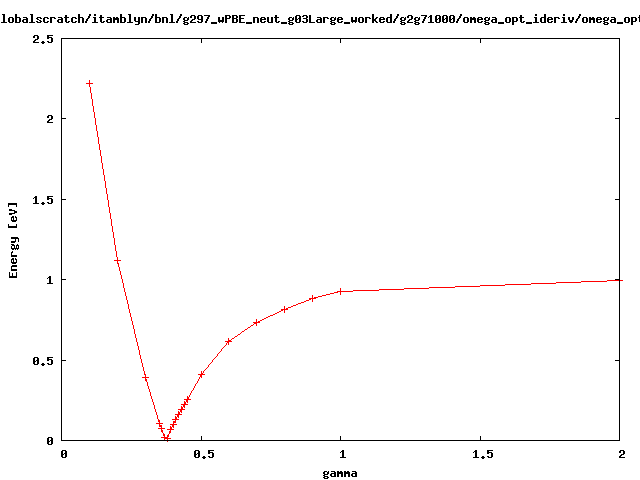 lobalscratch/itamblyn/bnl/g297_wPBE_neut_g03Large_worked/g2g71000/omega_opt_ideriv/omega_opt
2.5
2
1.5
1
0.5
0
Energy [eV]
0 0.5 1 1.5 2
gamma